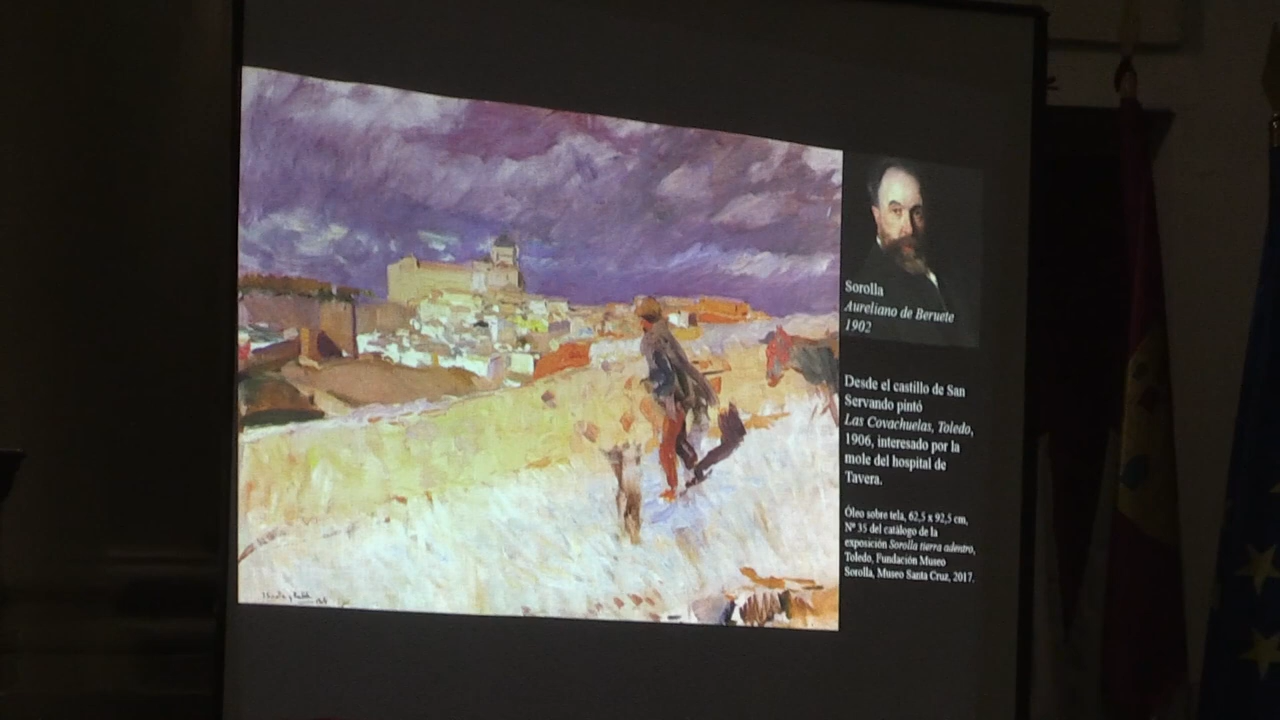 Sorolla
Aureliano de Beruete
1902
Desde el castillo de San
Servando pintó
Las Covachuelas, Toledo,
1906, interesado por la
mole del hospital de
Tavera.
Óleo sobre tela, 62,5 x 92,5 cm,
Nº 35 del catálogo de la
exposición Sorolla tierra adentro,
Toledo, Fundación Museo
Sorolla, Museo Santa Cruz, 2017.